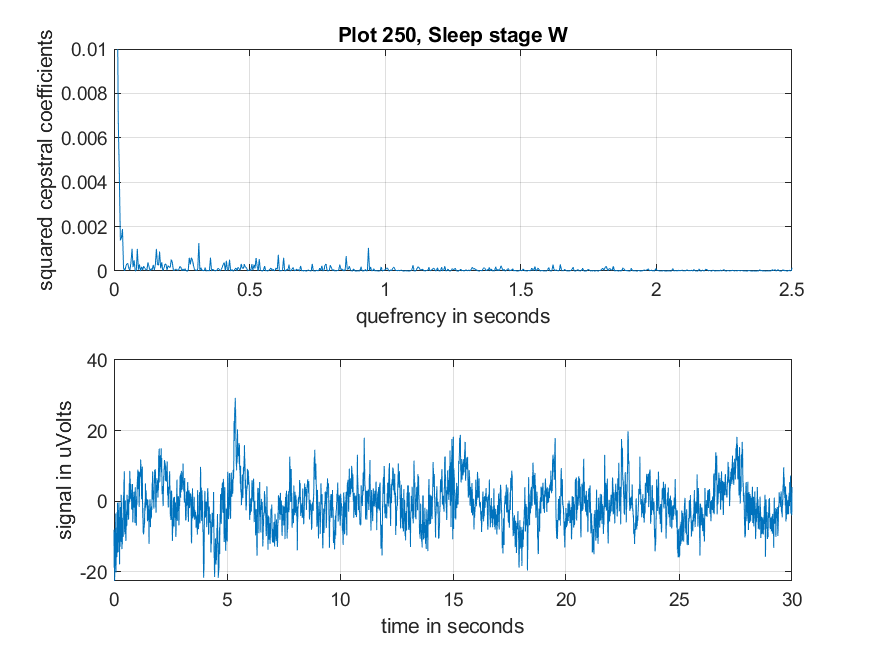 Plot 250, Sleep stage W
squared cepstral coefficients
0.01
0.008
0.006
0.004
0.002
0
0 0.5 1 1.5 2 2.5
quefrency in seconds
signal in uVolts
40
20
0
-20
0 5 10 15 20 25 30
time in seconds